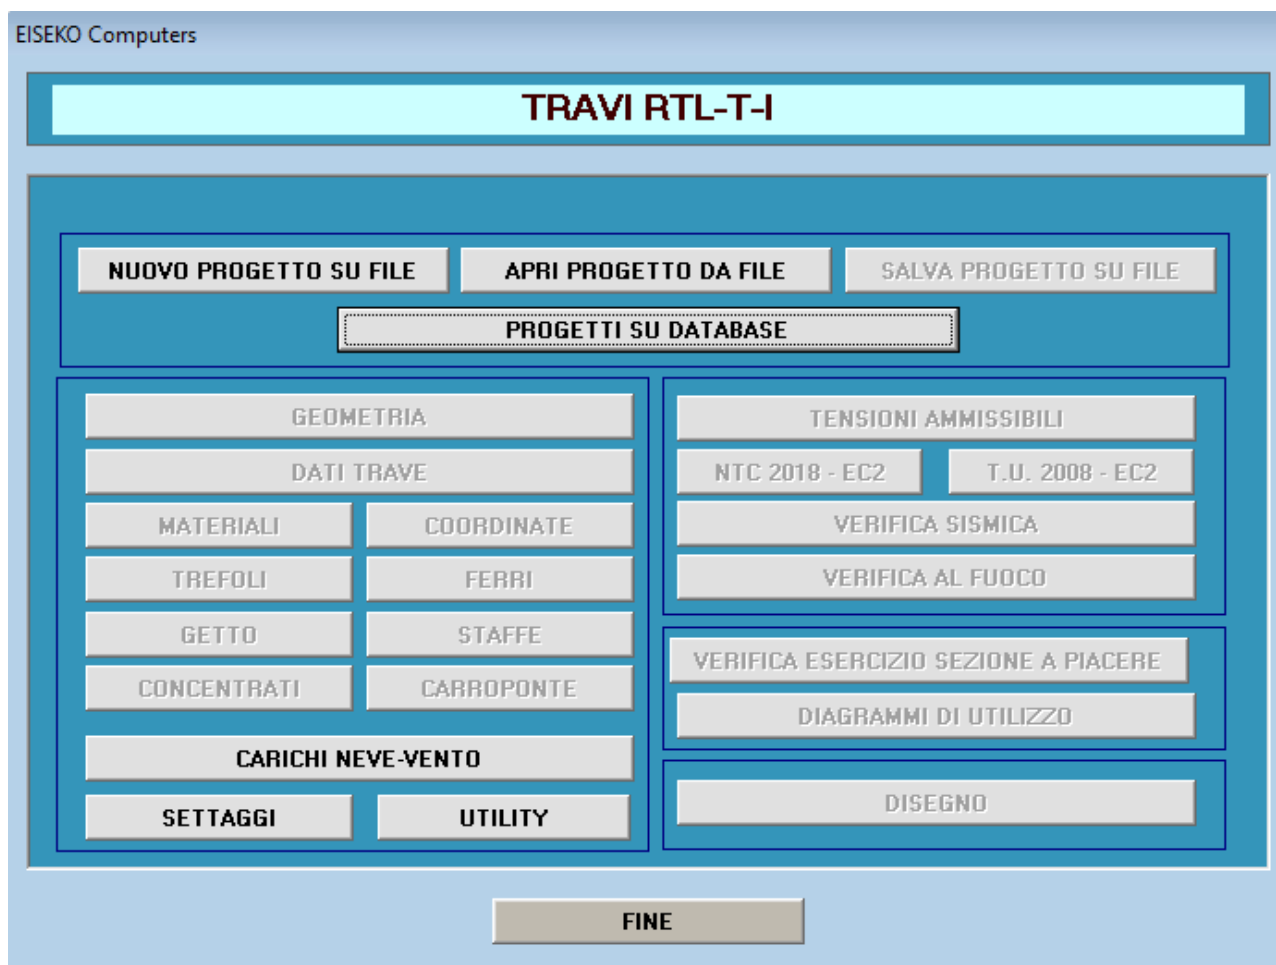 EISEKO Computers
TRAVI RTL-T-I
NUOVO PROGETTO SU FILE
APRI PROGETTO DA FILE
SALVA PROGETTO SU FILE
PROGETTI SU DATABASE
GEOMETRIA
DATI TRAVE
MATERIALI
COORDINATE
TREFOLI
FERRI
GETTO
STAFFE
CONCENTRATI
CARROPONTE
CARICHI NEVE-VENTO
SETTAGGI
UTILITY
TENSIONI AMMISSIBILI
NTC 2018 - EC2
T.U. 2008 - EC2
VERIFICA SISMICA
VERIFICA AL FUOCO
VERIFICA ESERCIZIO SEZIONE A PIACERE
DIAGRAMMI DI UTILIZZO
DISEGNO
FINE